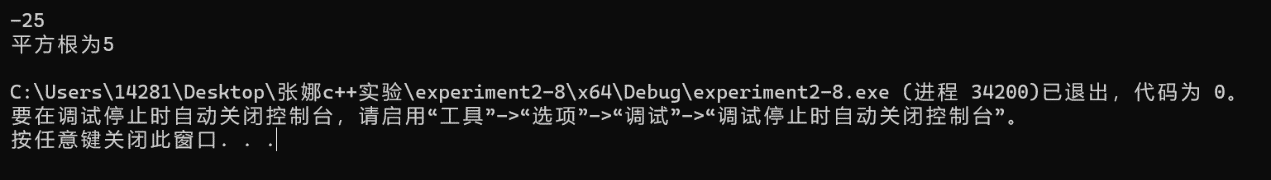 -25
平方根为5
C:\Users\14281\Desktop\张娜c++实验\experiment2-8\x64\Debug\experiment2-8.exe (进程 34200)已退出，代码为 0。
要在调试停止时自动关闭控制台，请启用“工具”->“选项”->“调试”->“调试停止时自动关闭控制台”。
按任意键关闭此窗口. . .